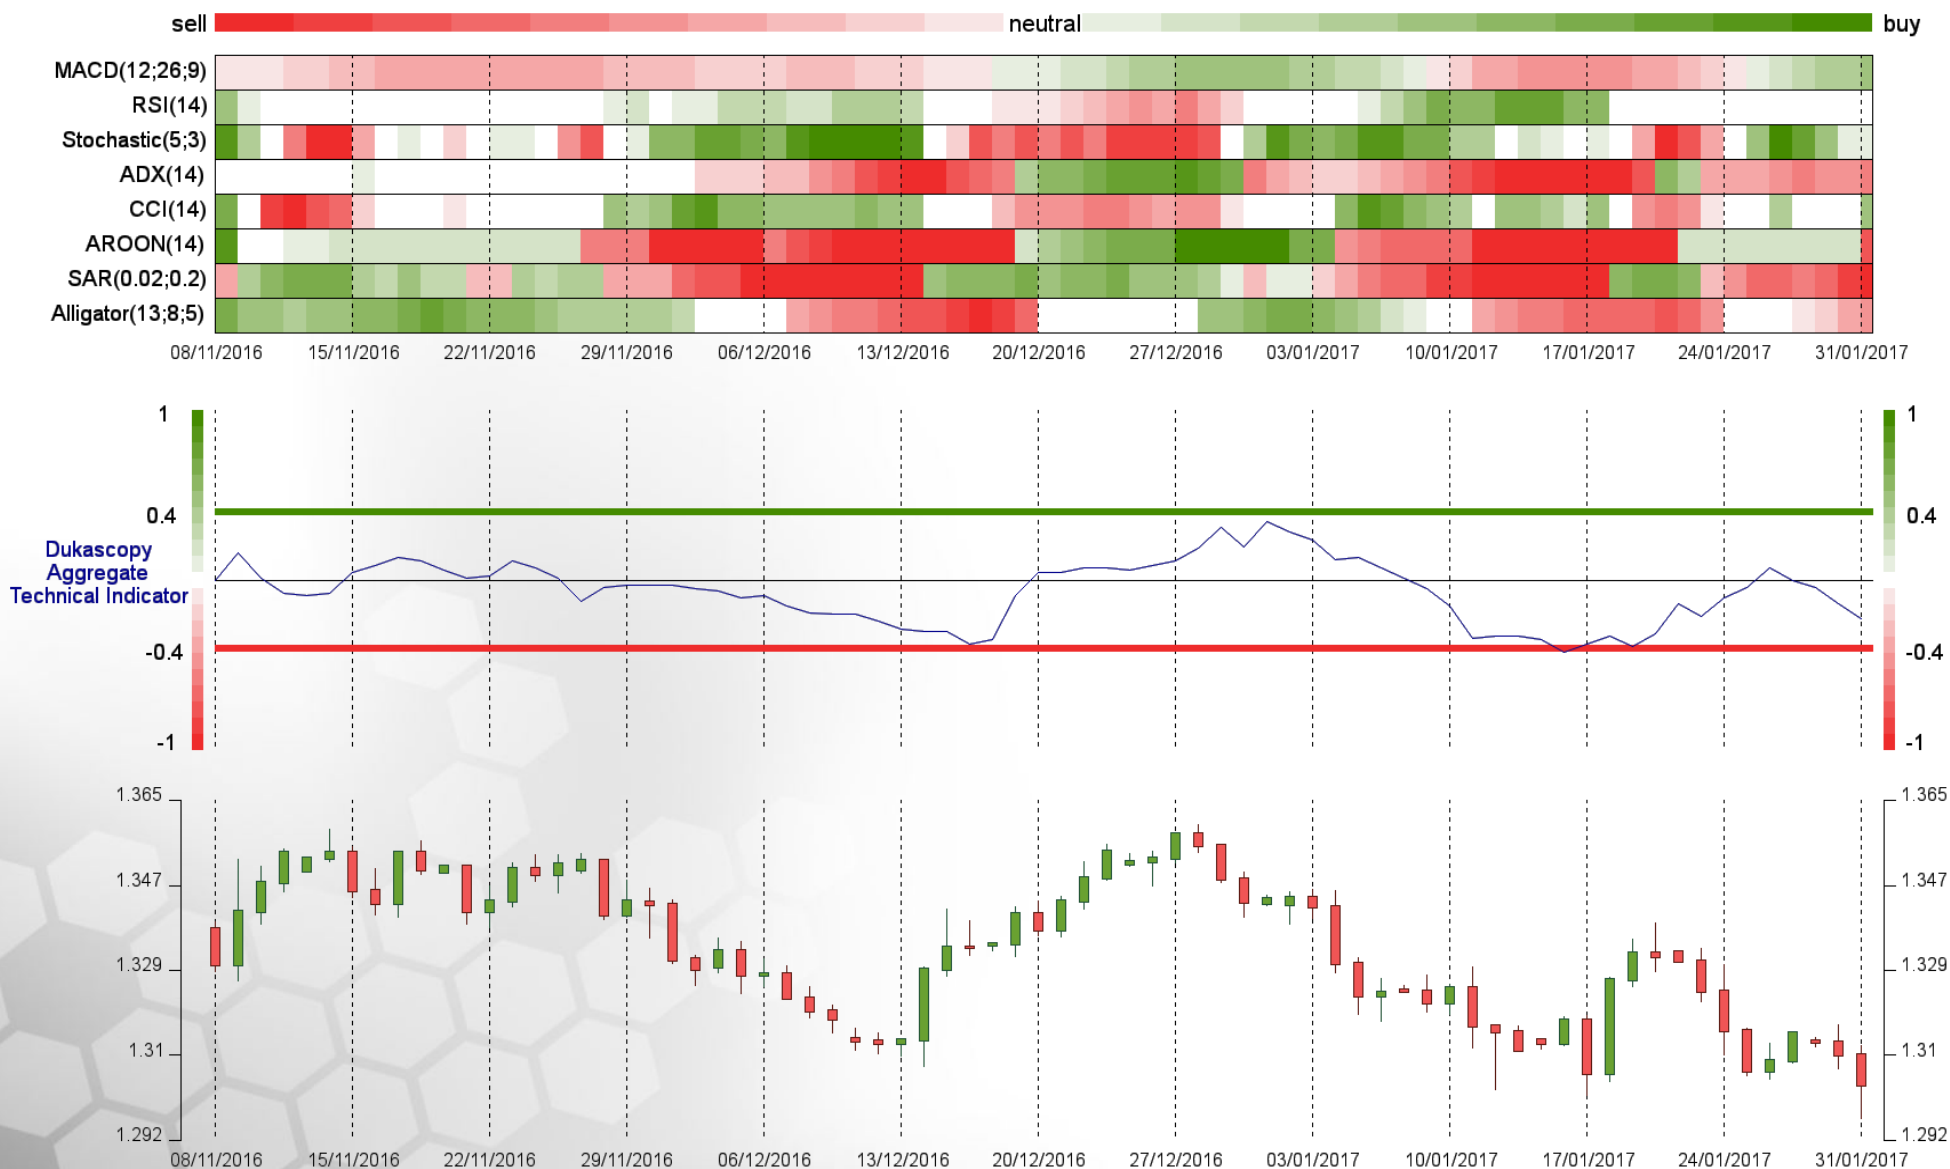 sell neutral buy
MACD(12;26;9)
RSI(14)
Stochastic(5;3)
ADX(14)
CCI(14)
AROON(14)
SAR(0.02;0.2)
Alligator(13;8;5)
08/11/2016 15/11/2016 22/11/2016 29/11/2016 06/12/2016 13/12/2016 20/12/2016 27/12/2016 03/01/2017 10/01/2017 17/01/2017 24/01/2017 31/01/2017
1 1
0.4 0.4
Dukascopy
Aggregate
Technical Indicator
-0.4 -0.4
-1 -1
1.365 1.365
1.347 1.347
1.329 1.329
1.31 1.31
1.292 1.292
08/11/2016 15/11/2016 22/11/2016 29/11/2016 06/12/2016 13/12/2016 20/12/2016 27/12/2016 03/01/2017 10/01/2017 17/01/2017 24/01/2017 31/01/2017